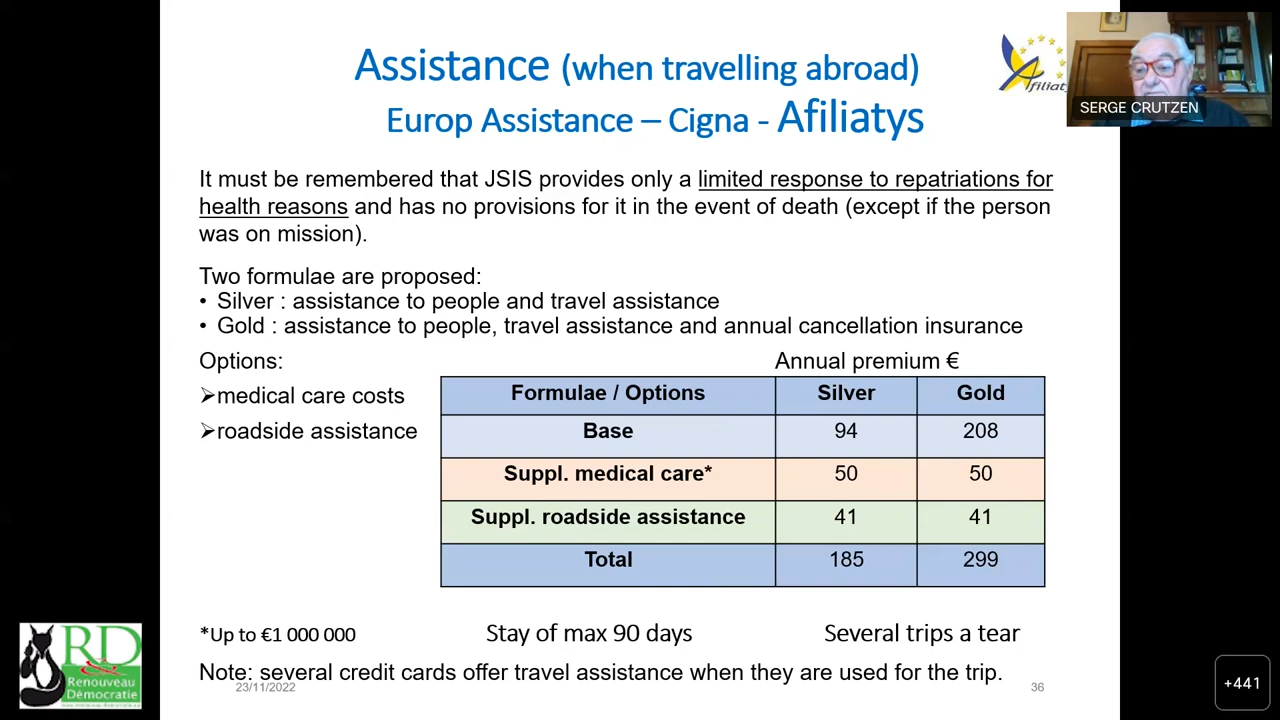 Assistance (when travelling abroad)
Europ Assistance – Cigna - Afiliatys
SERGE CRUTZEN
It must be remembered that JSIS provides only a limited response to repatriations for
health reasons and has no provisions for it in the event of death (except if the person
was on mission).
Two formulae are proposed:
• Silver : assistance to people and travel assistance
• Gold : assistance to people, travel assistance and annual cancellation insurance
Options:
Annual premium €
➢medical care costs
➢roadside assistance
Formulae / Options Silver Gold
Base 94 208
Suppl. medical care* 50 50
Suppl. roadside assistance 41 41
Total 185 299
*Up to €1 000 000 Stay of max 90 days Several trips a tear
Note: several credit cards offer travel assistance when they are used for the trip.
23/11/2022
36
RD
Renouveau
Démocratie
+441